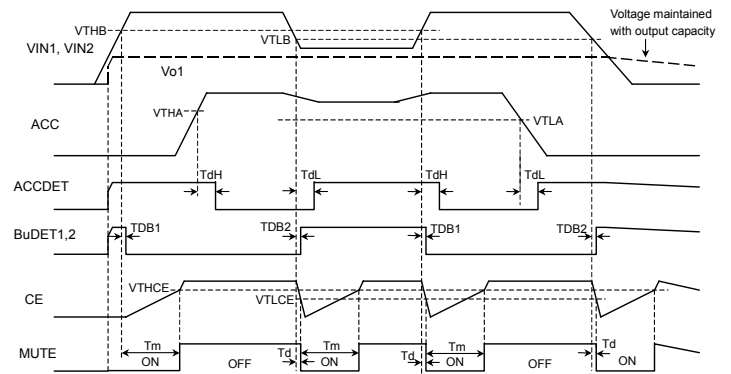 Voltage maintained
with output capacity
VTHB
VTLB
VIN1, VIN2
Vo1
VTHA
VTLA
ACC
TdH TdL TdH TdL
ACCDET
BuDET1,2 TDB1 TDB2 TDB1 TDB2
VTHCE
VTLCE
CE
MUTE
Tm Td Tm Td Tm Td
ON OFF ON ON OFF ON